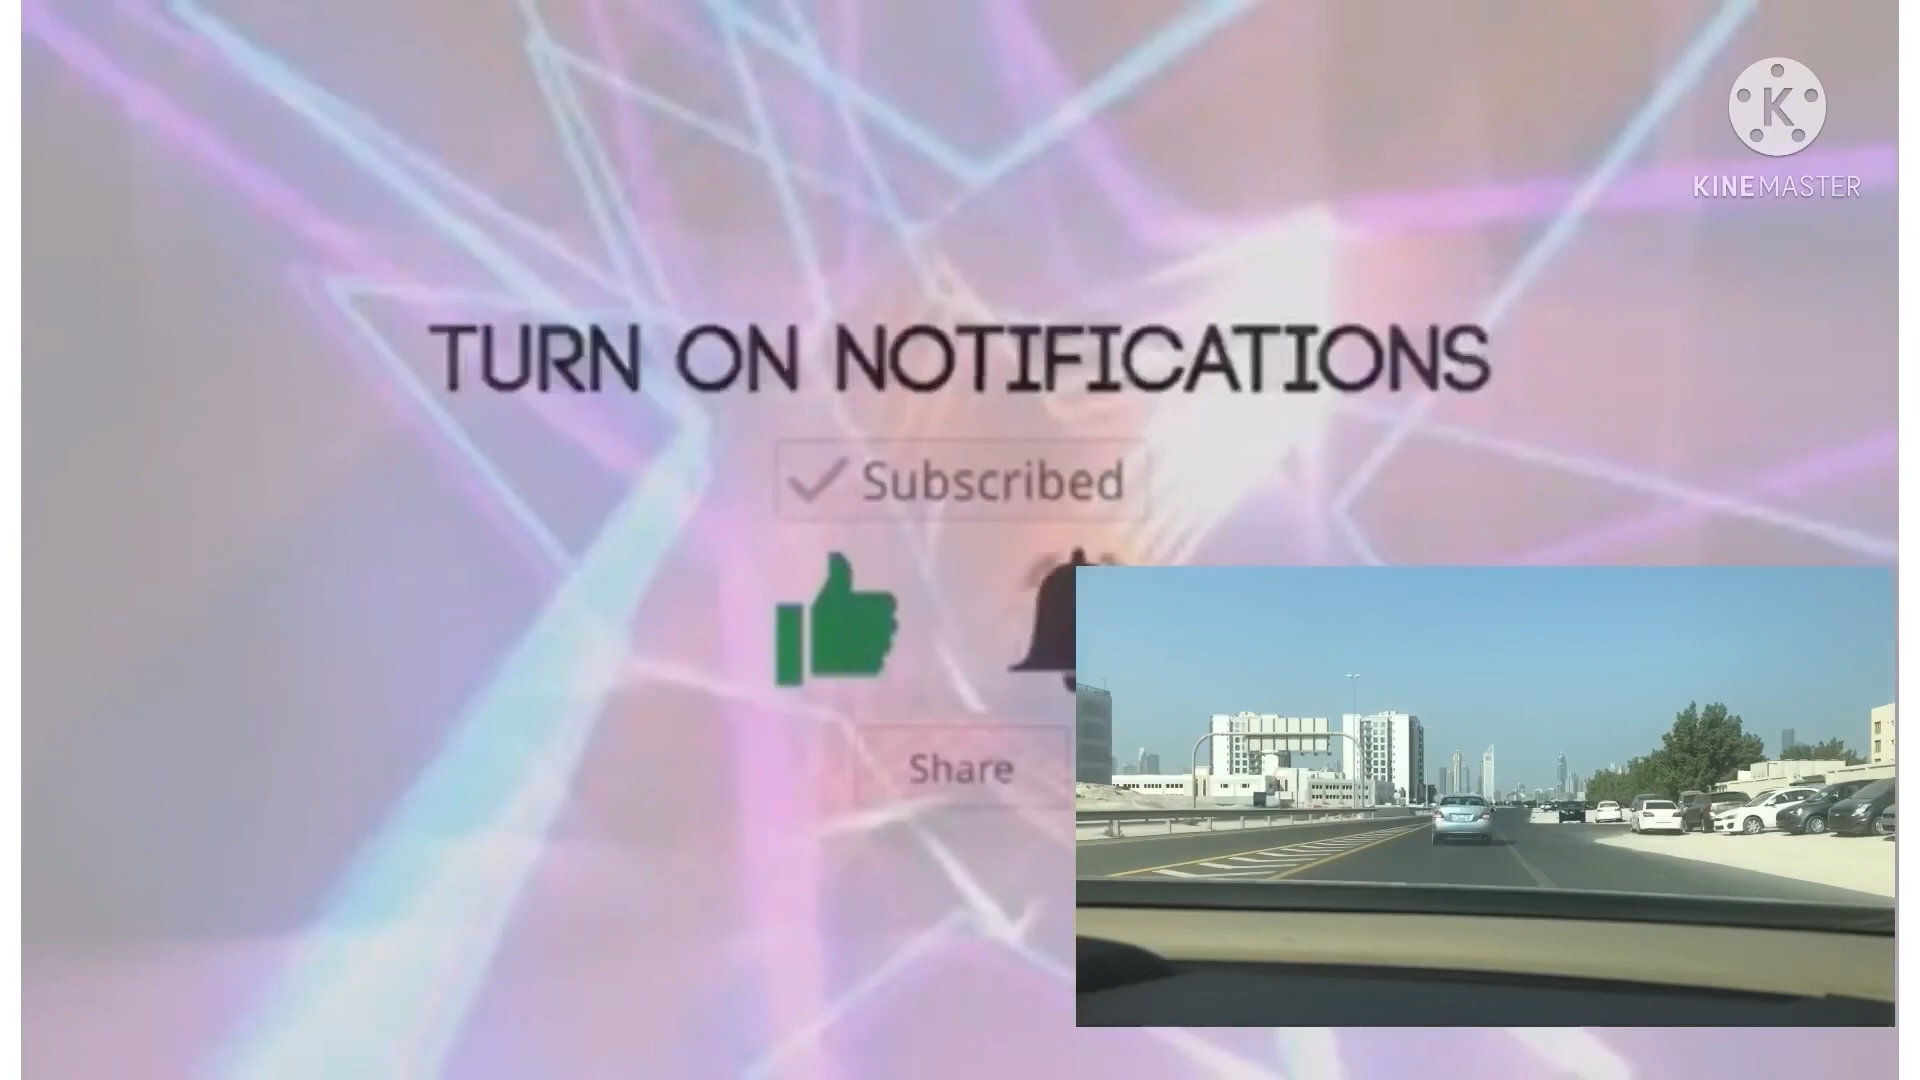 K
KINEMASTER
TURN ON NOTIFICATIONS
Subscribed
Share